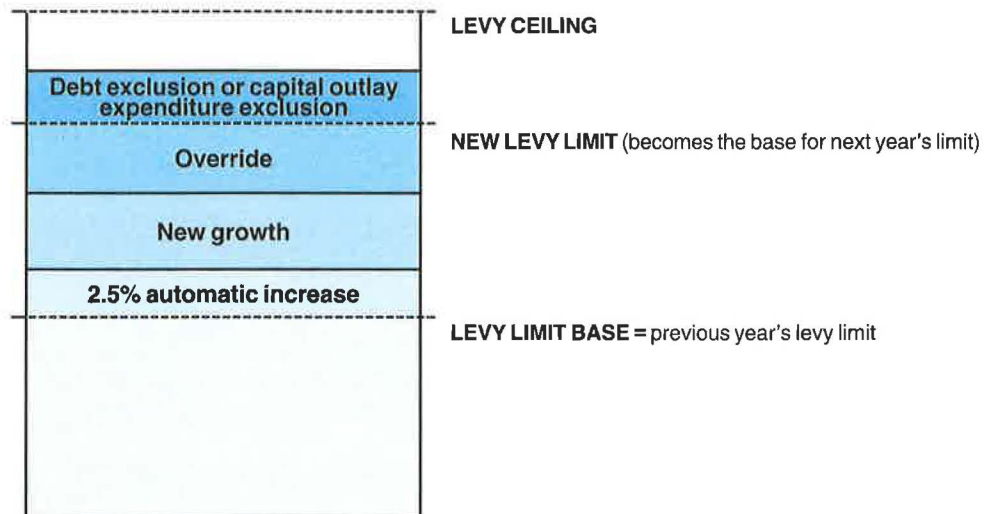 LEVY CEILING
Debt exclusion or capital outlay
expenditure exclusion
NEW LEVY LIMIT (becomes the base for next year's limit)
Override
New growth
2.5% automatic increase
LEVY LIMIT BASE = previous year's levy limit